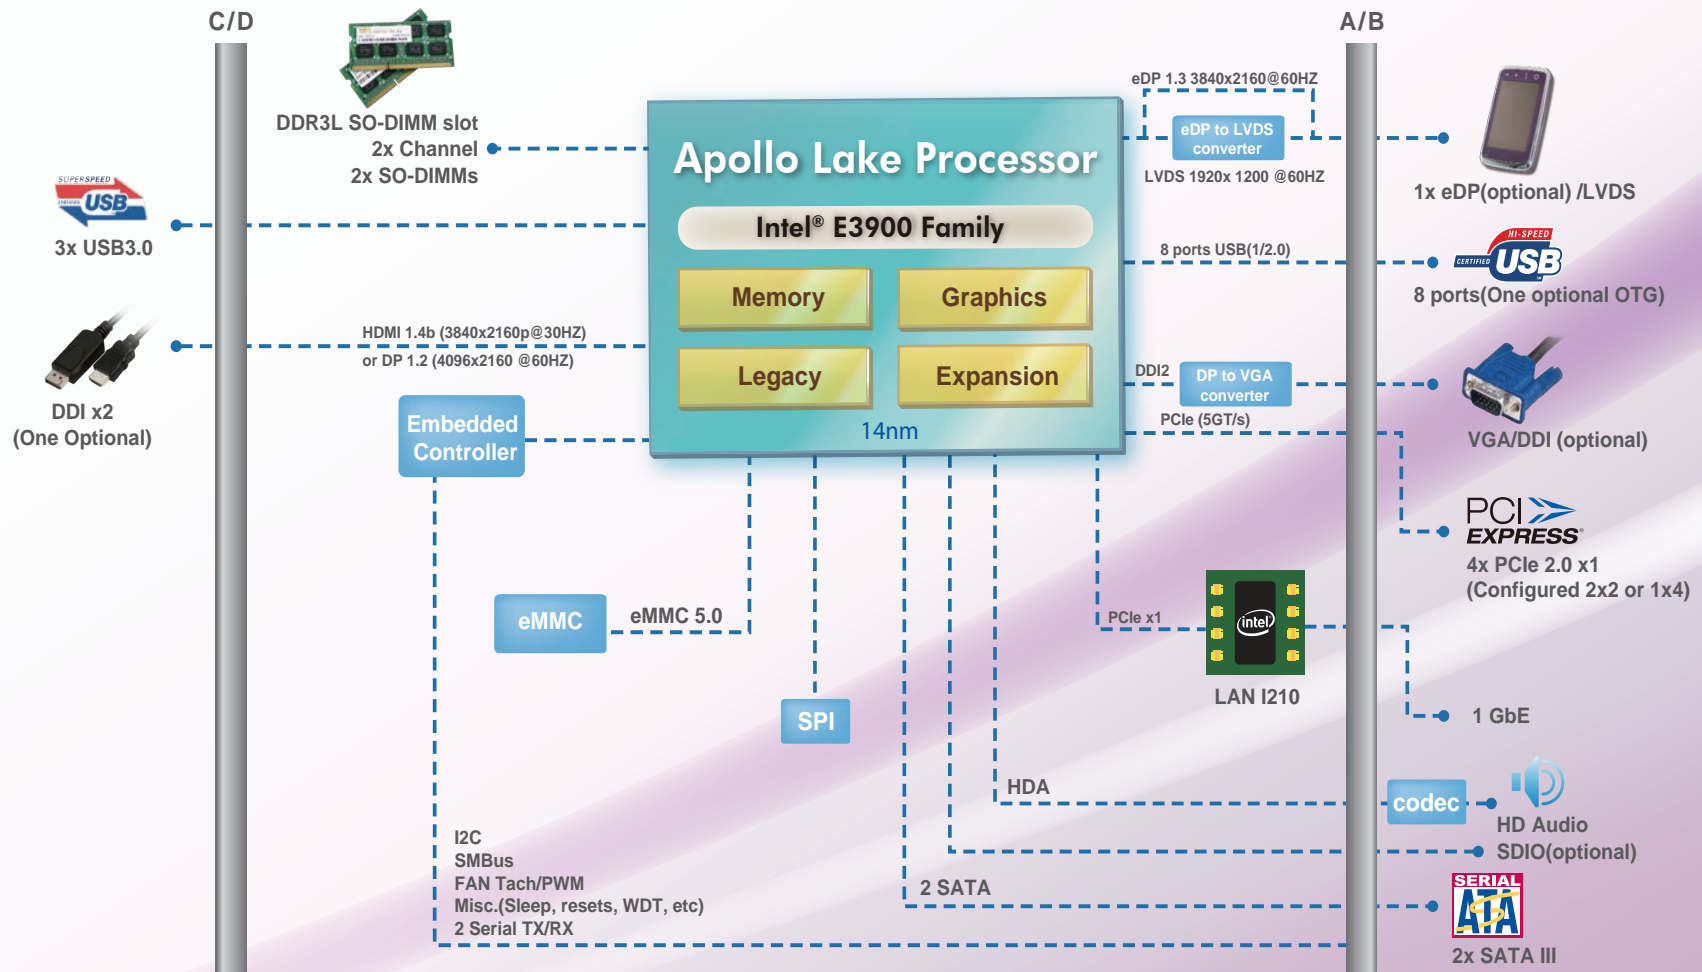 C/D
A/B
DDR3L SO-DIMM slot
2x Channel
2x SO-DIMMs
SUPERSPEED
CERTIFIED
USB
3x USB3.0
HDMI 1.4b (3840x2160p@30HZ)
or DP 1.2 (4096x2160 @60HZ)
DDI x2
(One Optional)
Apollo Lake Processor
Intel® E3900 Family
Memory
Graphics
Legacy
Expansion
14nm
eDP 1.3 3840x2160@60HZ
eDP to LVDS
converter
LVDS 1920x 1200 @60HZ
1x eDP(optional) /LVDS
8 ports USB(1/2.0)
HI-SPEED
CERTIFIED
USB
8 ports(One optional OTG)
DDI2
DP to VGA
converter
VGA/DDI (optional)
PCIe (5GT/s)
PCI
EXPRESS®
4x PCIe 2.0 x1
(Configured 2x2 or 1x4)
Embedded
Controller
eMMC
eMMC 5.0
SPI
PCIe x1
intel
LAN I210
1 GbE
HDA
codec
HD Audio
SDIO(optional)
2 SATA
SERIAL
ATA
2x SATA III
I2C
SMBus
FAN Tach/PWM
Misc.(Sleep, resets, WDT, etc)
2 Serial TX/RX